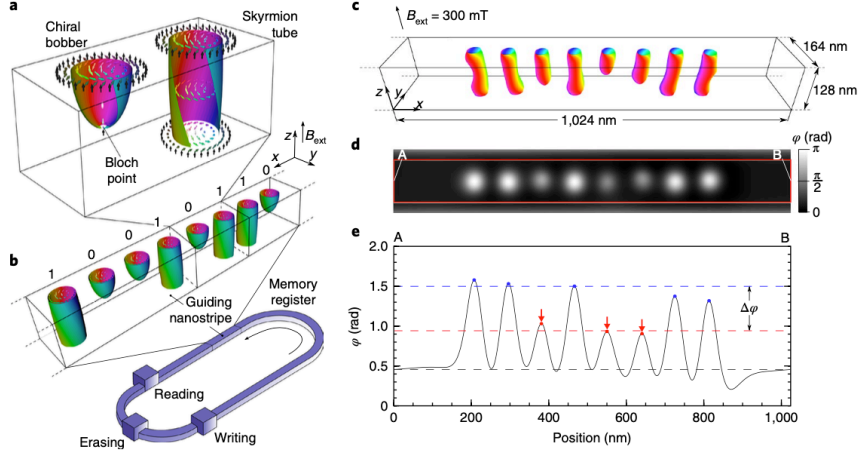 a
Chiral
bobber
Skyrmion
tube
Bloch
point
z
B_ext
x
y
b
1
0
0
1
0
1
1
0
Guiding
nanostripe
Memory
register
Reading
Erasing
Writing
c
B_ext = 300 mT
164 nm
128 nm
z
y
x
1,024 nm
d
φ (rad)
A
B
π
π/2
0
e
A
B
φ (rad)
2.0
1.5
1.0
0.5
0
Δφ
0
200
400
600
800
1,000
Position (nm)